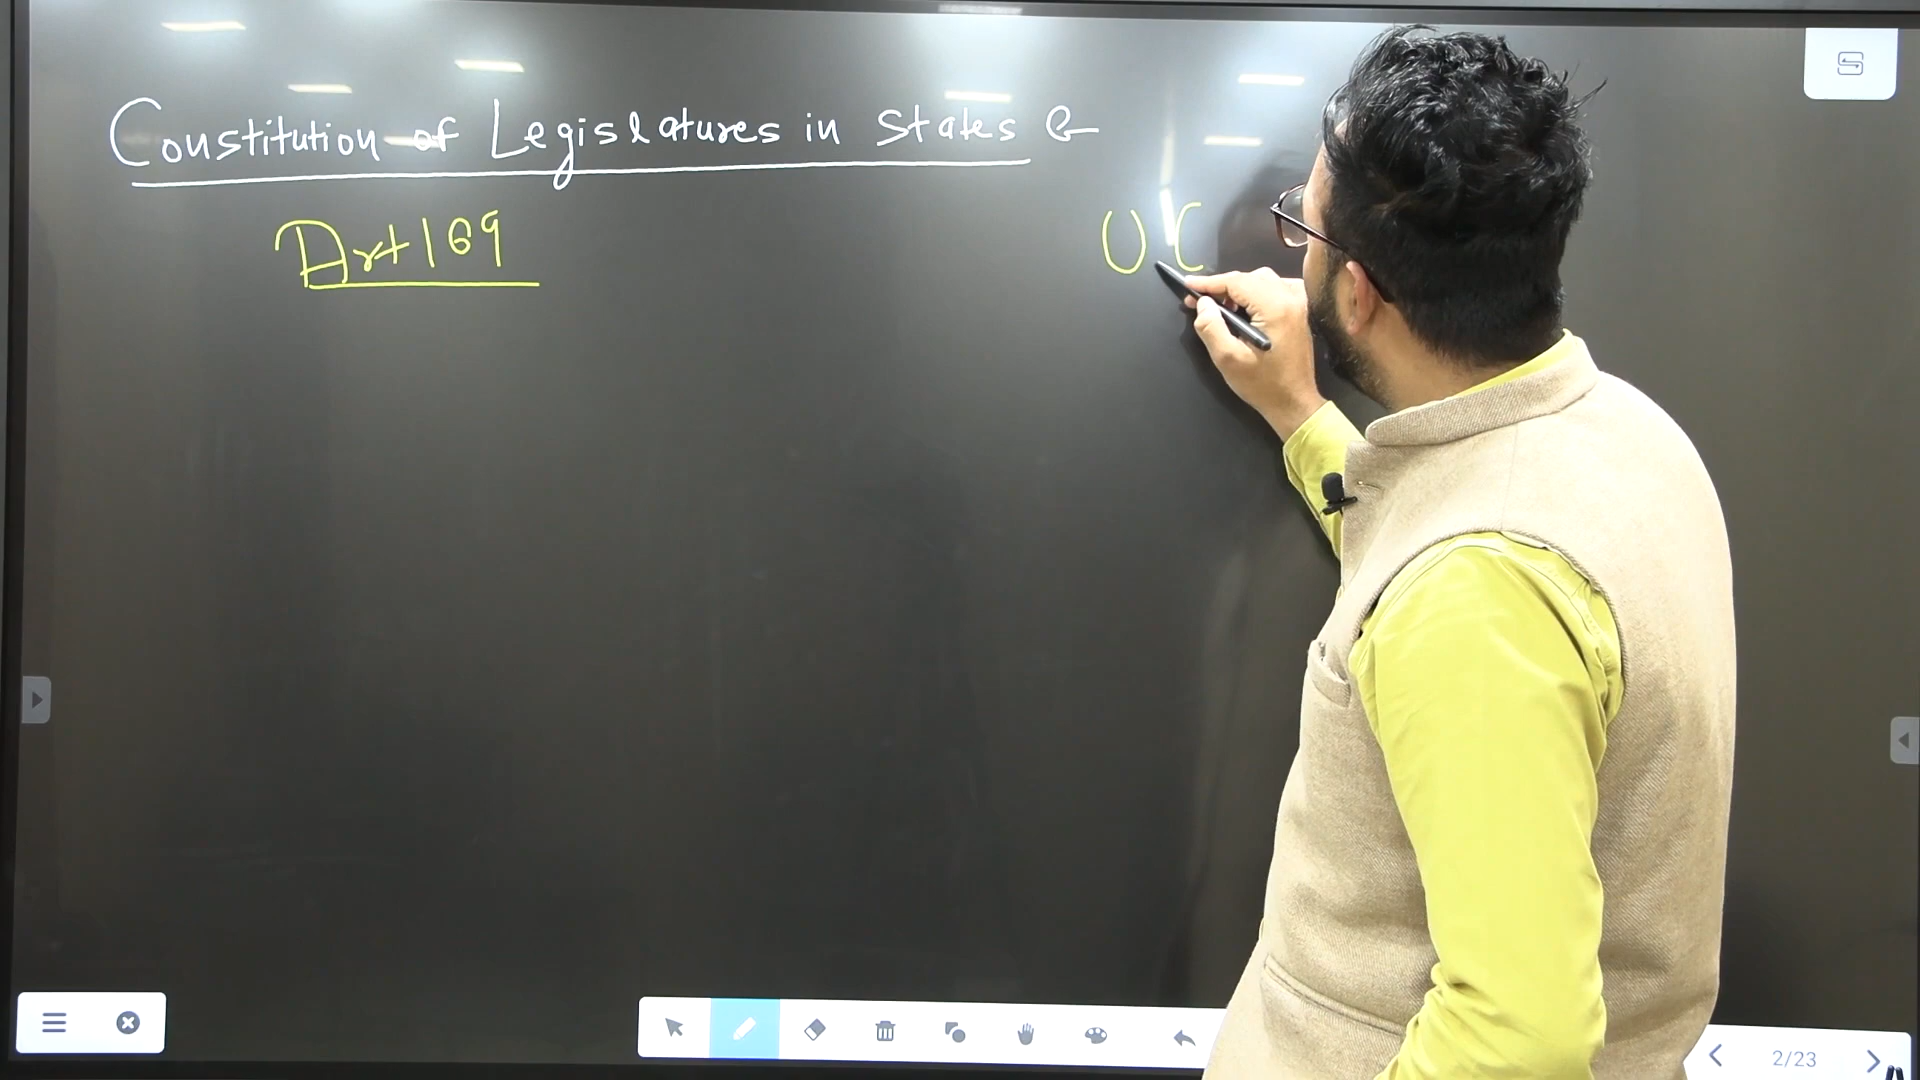 Constitution of Legislatures in States
Art 169
UC
2/23